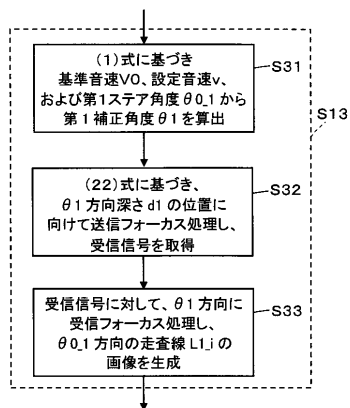 (1)式に基づき
基準音速V0、設定音速v、
および第1ステア角度θ0_1から
第1補正角度θ1を算出
S31
S13
(22)式に基づき、
θ1方向深さd1の位置に
向けて送信フォーカス処理し、
受信信号を取得
S32
受信信号に対して、θ1方向に
受信フォーカス処理し、
θ0_1方向の走査線L1_iの
画像を生成
S33